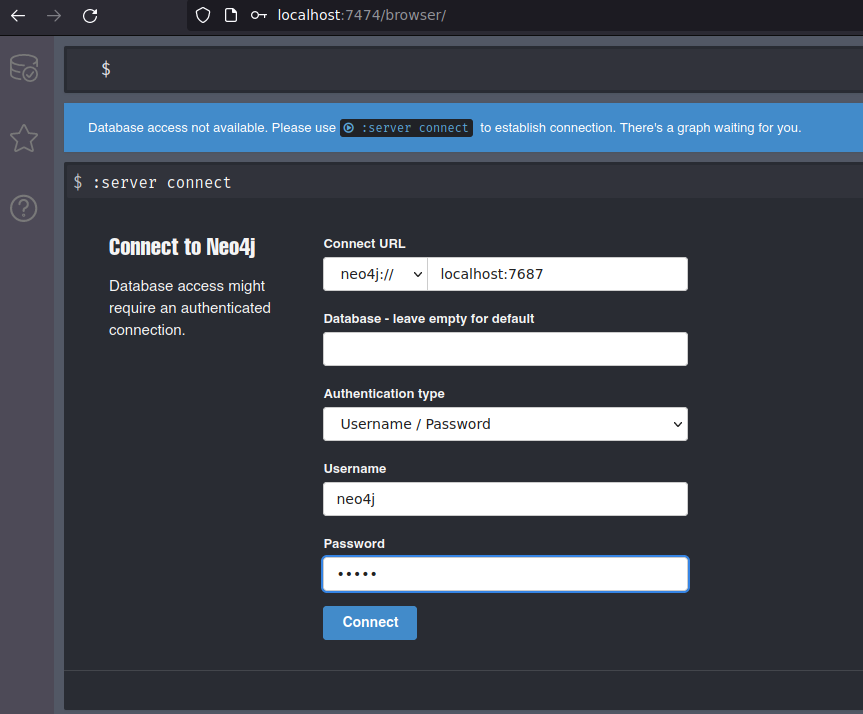 localhost:7474/browser/
$
Database access not available. Please use :server connect to establish connection. There's a graph waiting for you.
$ :server connect
Connect to Neo4j
Database access might
require an authenticated
connection.
Connect URL
neo4j:// localhost:7687
Database - leave empty for default
Authentication type
Username / Password
Username
neo4j
Password
•••••
Connect